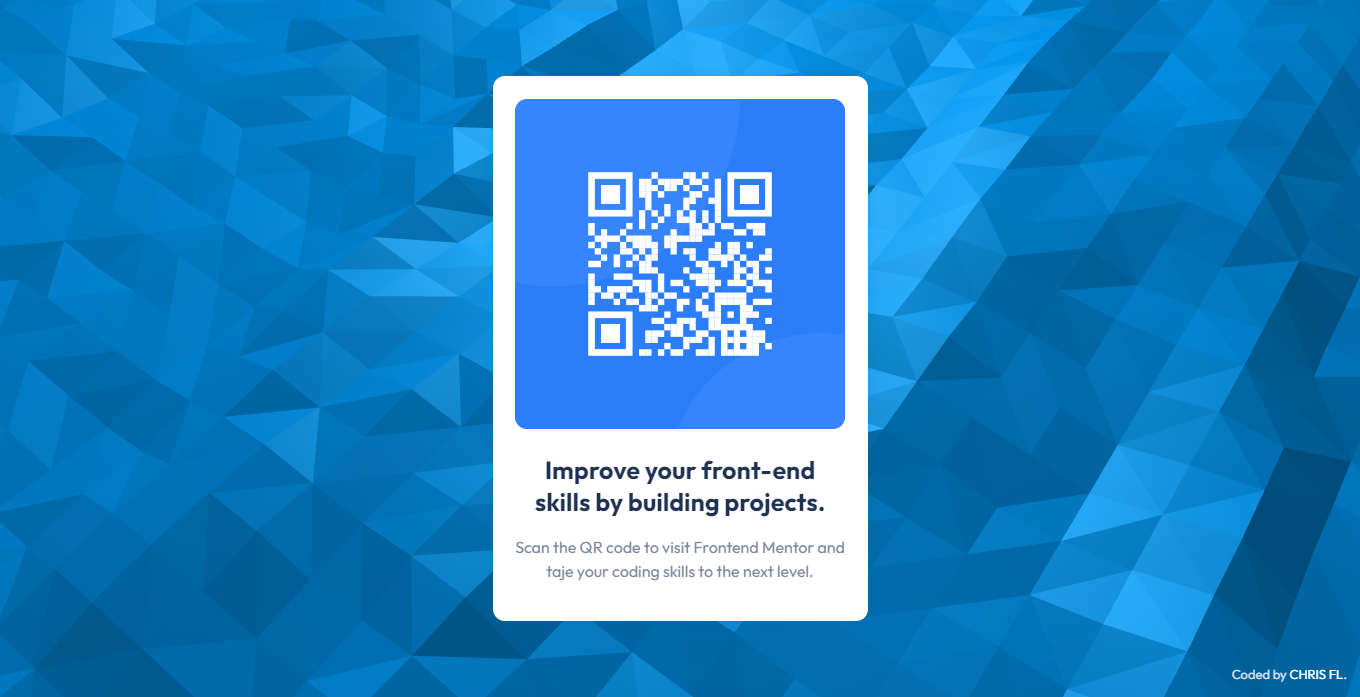 Improve your front-end
skills by building projects.
Scan the QR code to visit Frontend Mentor and
taje your coding skills to the next level.
Coded by CHRIS FL.